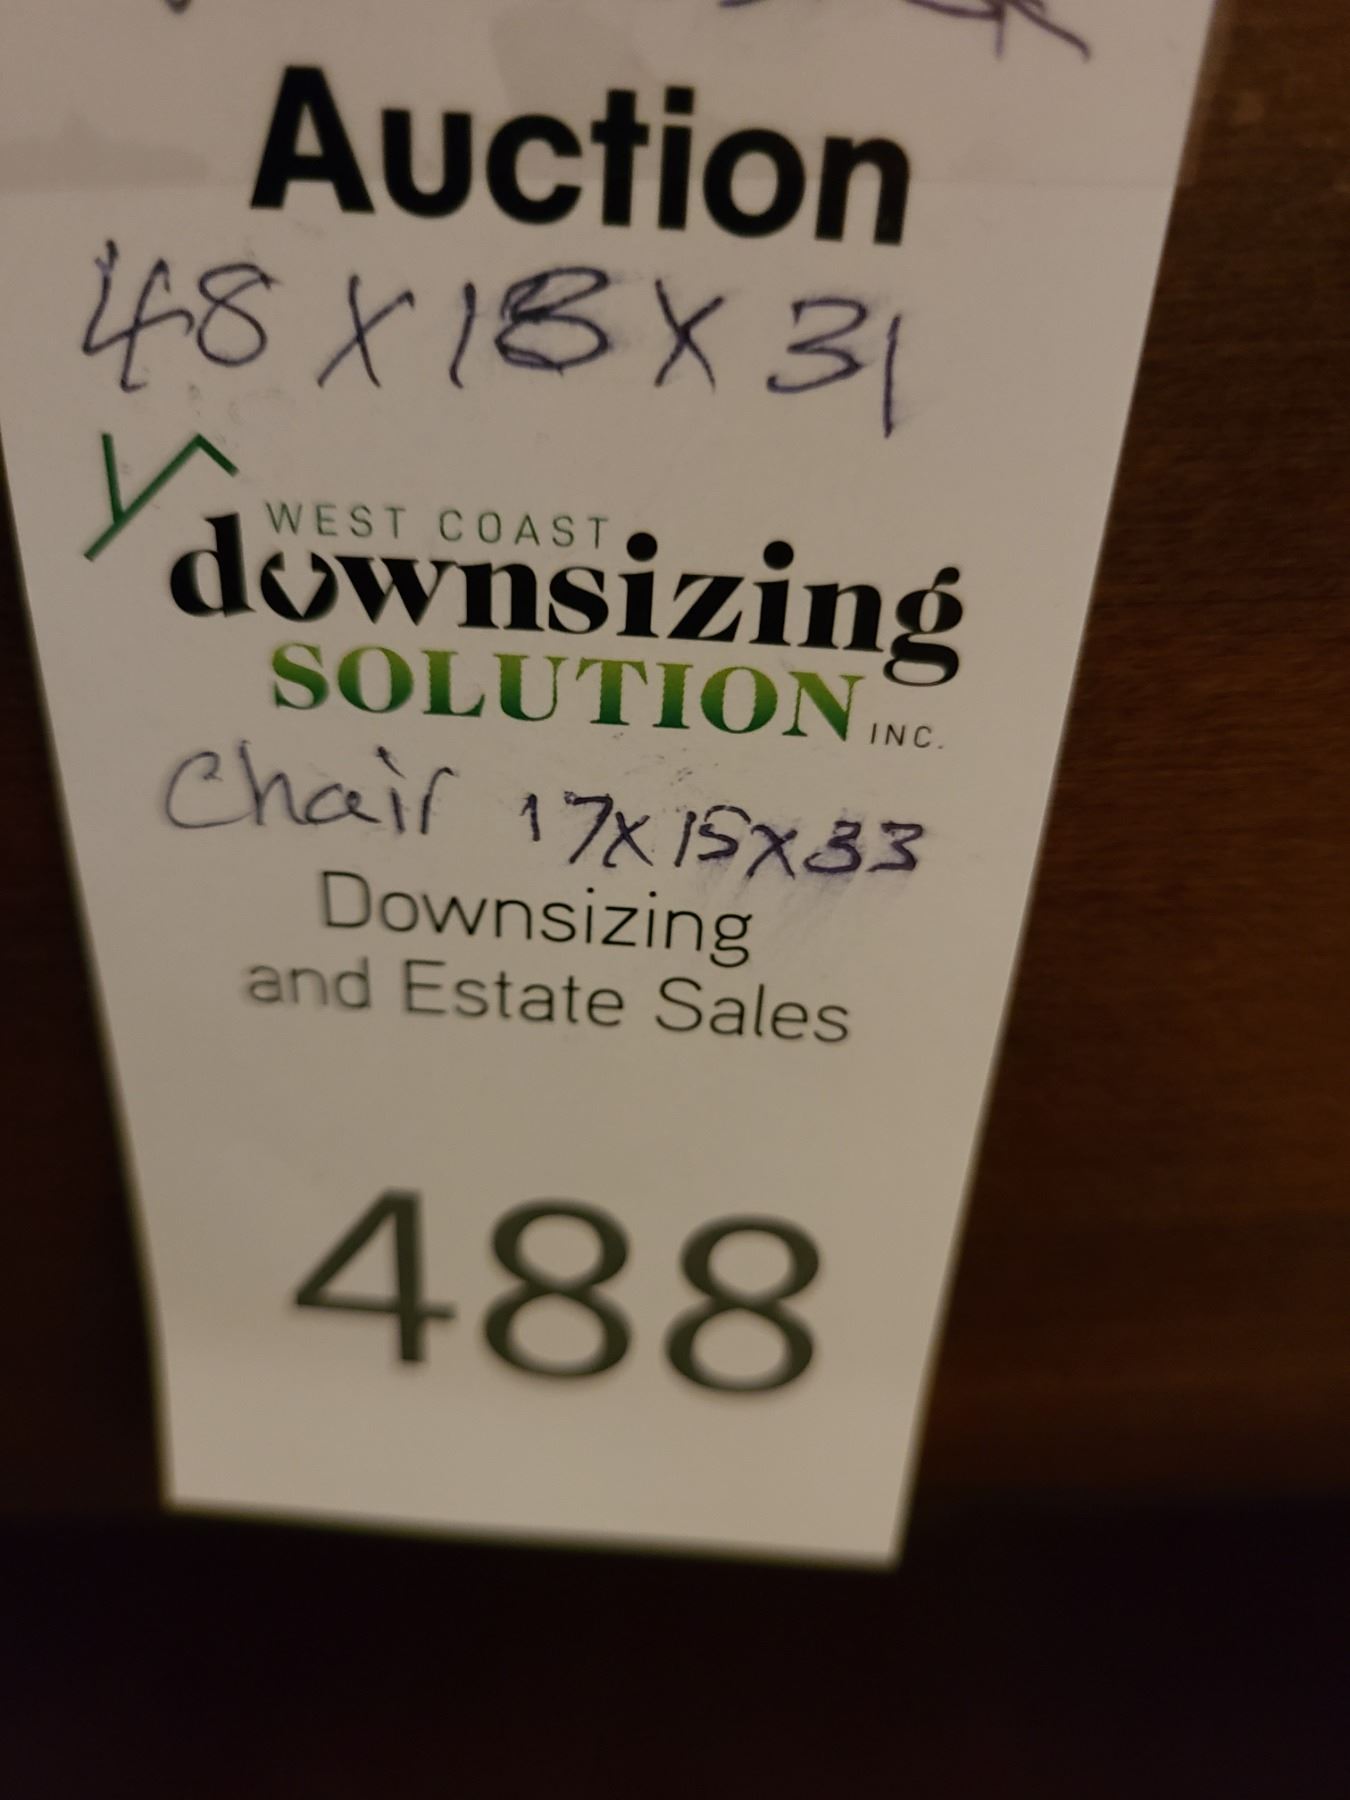 Auction
48 X 18 X 31
WEST COAST
downsizing
SOLUTION INC.
Chair 17X15X33
Downsizing
and Estate Sales
488